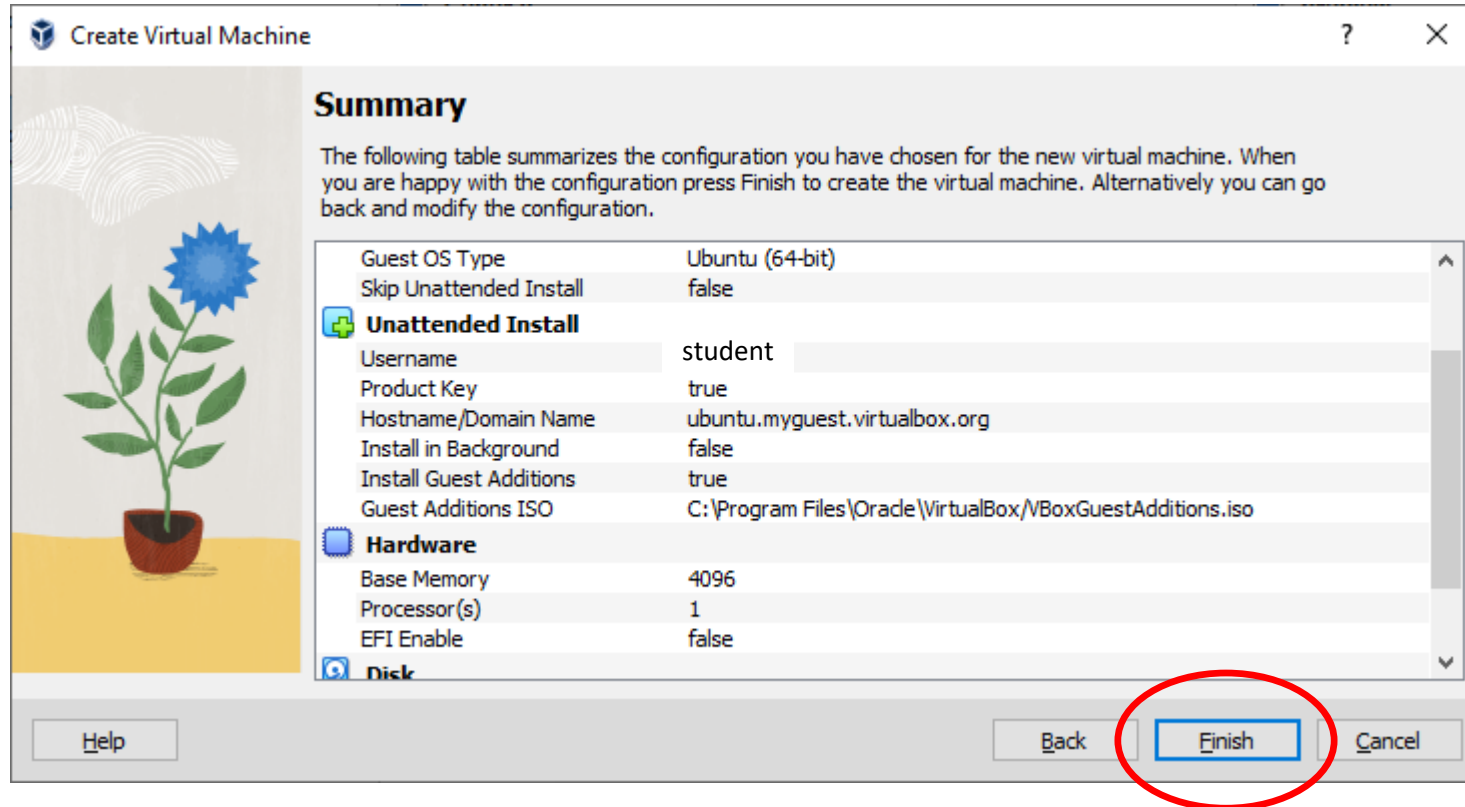 Create Virtual Machine ?
Summary
The following table summarizes the configuration you have chosen for the new virtual machine. When
you are happy with the configuration press Finish to create the virtual machine. Alternatively you can go
back and modify the configuration.
Guest OS Type Ubuntu (64-bit)
Skip Unattended Install false
Unattended Install
Username student
Product Key true
Hostname/Domain Name ubuntu.myguest.virtualbox.org
Install in Background false
Install Guest Additions true
Guest Additions ISO C:\Program Files\Oracle\VirtualBox/VBoxGuestAdditions.iso
Hardware
Base Memory 4096
Processor(s) 1
EFI Enable false
Disk
Help Back Finish Cancel